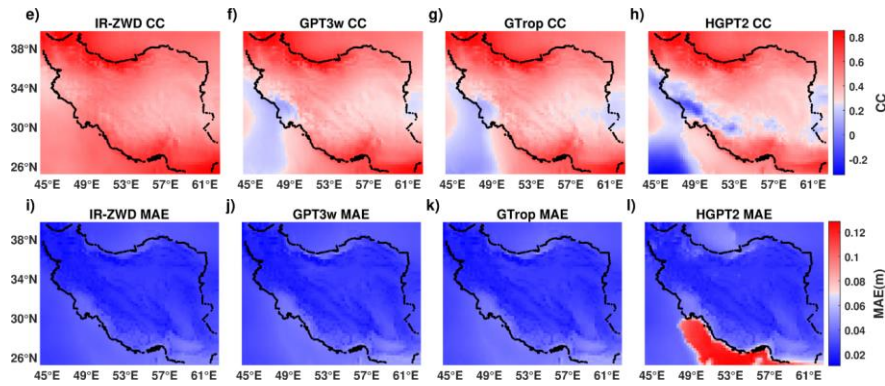 e) IR-ZWD CC f) GPT3w CC g) GTrop CC h) HGPT2 CC
38°N
34°N
30°N
26°N
45°E 49°E 53°E 57°E 61°E 45°E 49°E 53°E 57°E 61°E 45°E 49°E 53°E 57°E 61°E 45°E 49°E 53°E 57°E 61°E
0.8
0.6
0.4
0.2
0
-0.2
CC
i) IR-ZWD MAE j) GPT3w MAE k) GTrop MAE l) HGPT2 MAE
38°N
34°N
30°N
26°N
45°E 49°E 53°E 57°E 61°E 45°E 49°E 53°E 57°E 61°E 45°E 49°E 53°E 57°E 61°E 45°E 49°E 53°E 57°E 61°E
0.12
0.1
0.08
0.06
0.04
0.02
MAE(m)